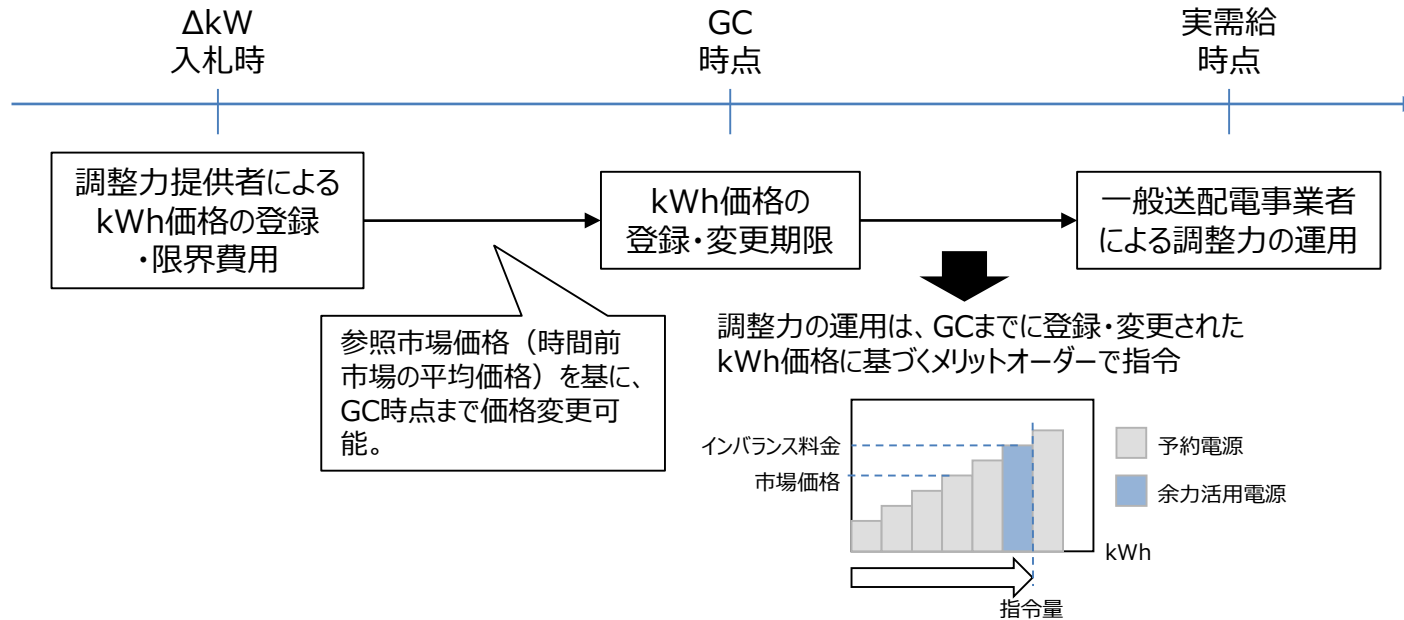 ΔkW
入札時
GC
時点
実需給
時点
調整力提供者による
kWh価格の登録
・限界費用
kWh価格の
登録・変更期限
一般送配電事業者
による調整力の運用
参照市場価格（時間前
市場の平均価格）を基に、
GC時点まで価格変更可
能。
調整力の運用は、GCまでに登録・変更された
kWh価格に基づくメリットオーダーで指令
インバランス料金
市場価格
予約電源
余力活用電源
kWh
指令量